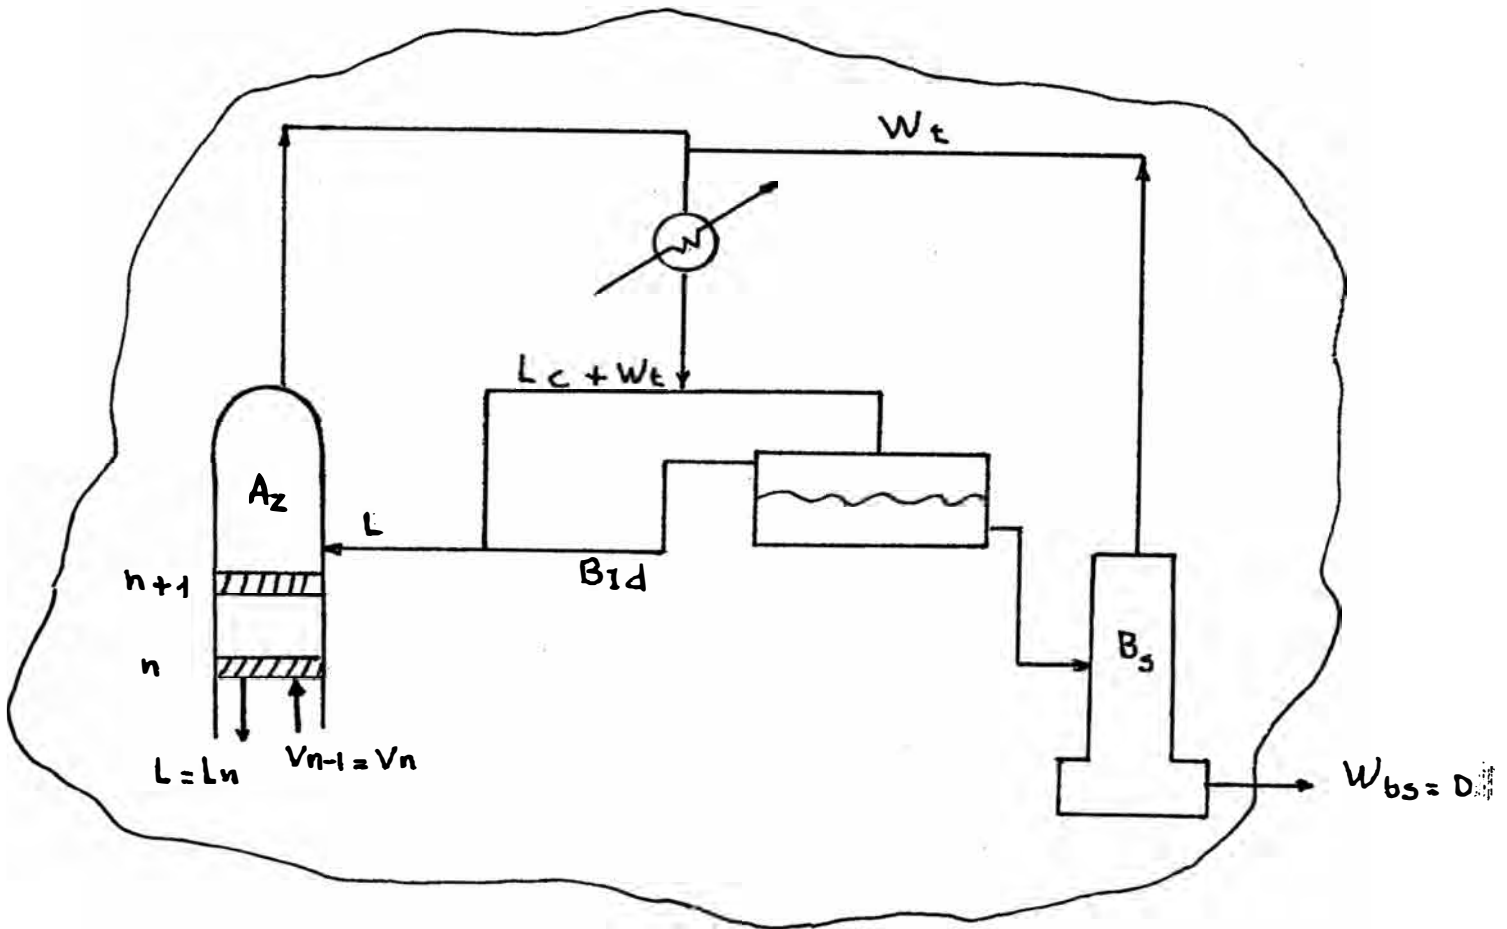 Wt
Lc + Wt
Az
L
BId
n+1
n
Bs
L = Ln
Vn-1 = Vn
Wbs = D